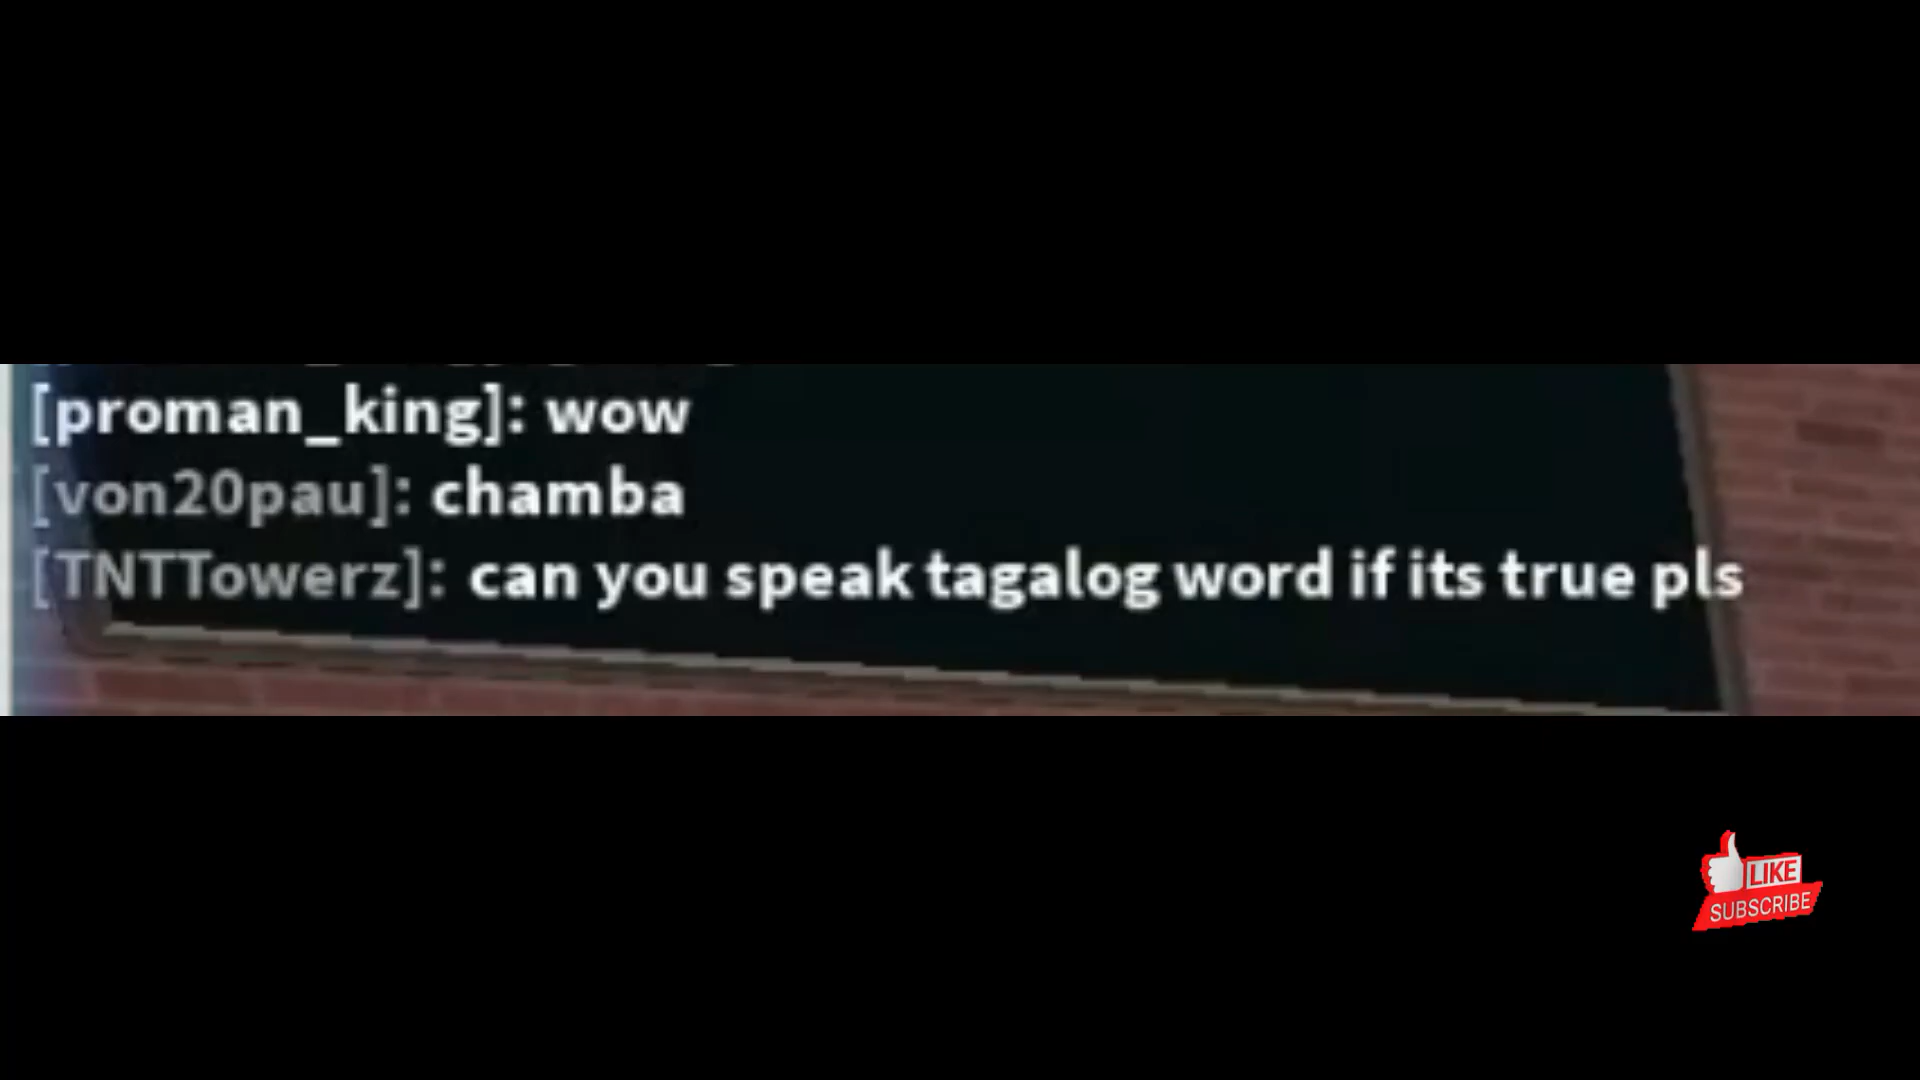 [proman_king]: wow
[von20pau]: chamba
[TNTTowerz]: can you speak tagalog word if its true pls
LIKE
SUBSCRIBE